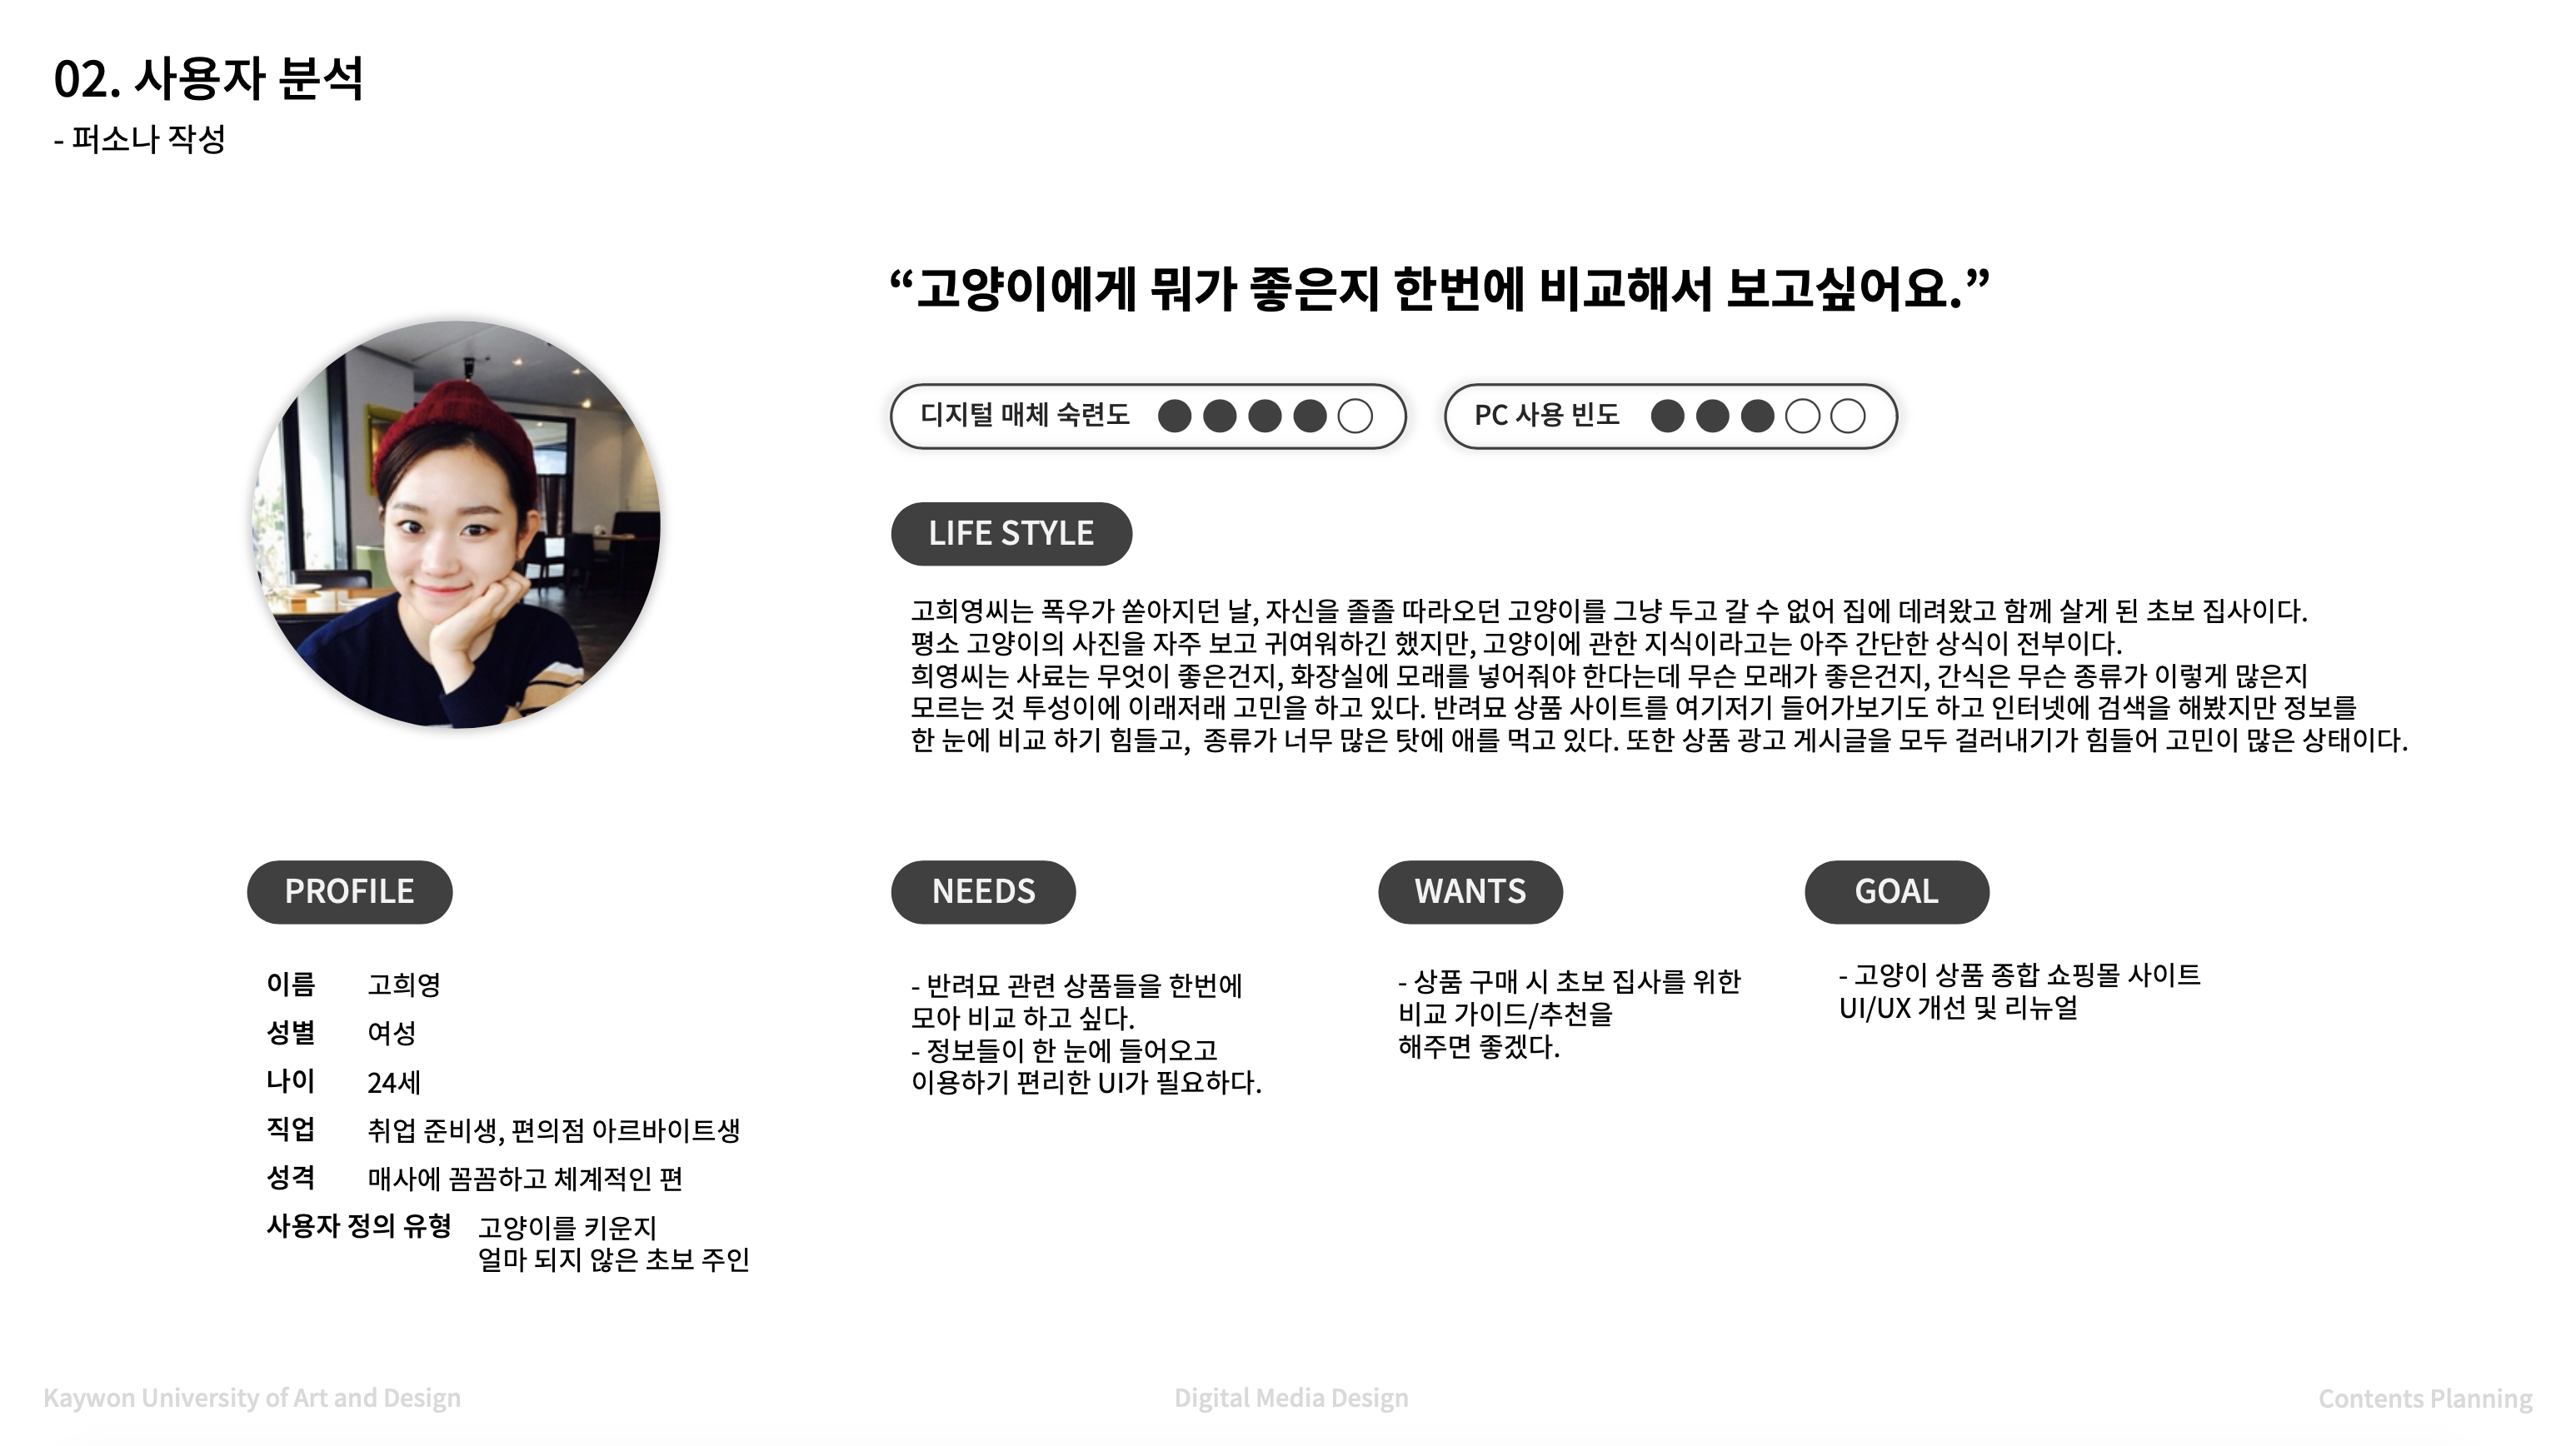 02. 사용자 분석
- 퍼소나 작성
“고양이에게 뭐가 좋은지 한번에 비교해서 보고싶어요.”
디지털 매체 숙련도
PC 사용 빈도
LIFE STYLE
고희영씨는 폭우가 쏟아지던 날, 자신을 졸졸 따라오던 고양이를 그냥 두고 갈 수 없어 집에 데려왔고 함께 살게 된 초보 집사이다.
평소 고양이의 사진을 자주 보고 귀여워하긴 했지만, 고양이에 관한 지식이라고는 아주 간단한 상식이 전부이다.
희영씨는 사료는 무엇이 좋은건지, 화장실에 모래를 넣어줘야 한다는데 무슨 모래가 좋은건지, 간식은 무슨 종류가 이렇게 많은지
모르는 것 투성이에 이래저래 고민을 하고 있다. 반려묘 상품 사이트를 여기저기 들어가보기도 하고 인터넷에 검색을 해봤지만 정보를
한 눈에 비교 하기 힘들고,  종류가 너무 많은 탓에 애를 먹고 있다. 또한 상품 광고 게시글을 모두 걸러내기가 힘들어 고민이 많은 상태이다.
PROFILE
이름 고희영
성별 여성
나이 24세
직업 취업 준비생, 편의점 아르바이트생
성격 매사에 꼼꼼하고 체계적인 편
사용자 정의 유형 고양이를 키운지
얼마 되지 않은 초보 주인
NEEDS
- 반려묘 관련 상품들을 한번에
모아 비교 하고 싶다.
- 정보들이 한 눈에 들어오고
이용하기 편리한 UI가 필요하다.
WANTS
- 상품 구매 시 초보 집사를 위한
비교 가이드/추천을
해주면 좋겠다.
GOAL
- 고양이 상품 종합 쇼핑몰 사이트
UI/UX 개선 및 리뉴얼
Kaywon University of Art and Design
Digital Media Design
Contents Planning